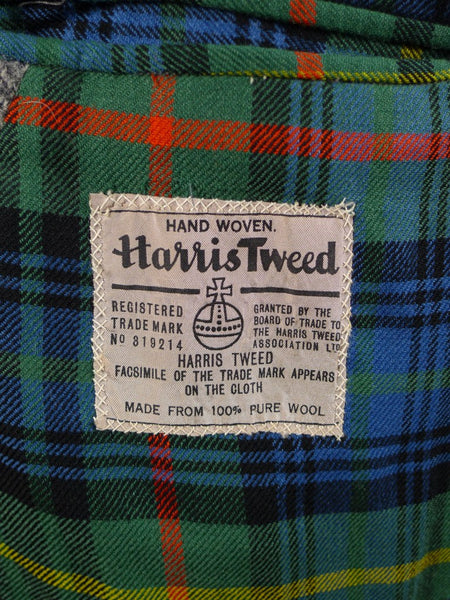 HAND WOVEN.
Harris Tweed
REGISTERED
TRADE MARK
No 319214
GRANTED BY THE
BOARD OF TRADE TO
THE HARRIS TWEED
ASSOCIATION LTD
HARRIS TWEED
FACSIMILE OF THE TRADE MARK APPEARS
ON THE CLOTH
MADE FROM 100% PURE WOOL